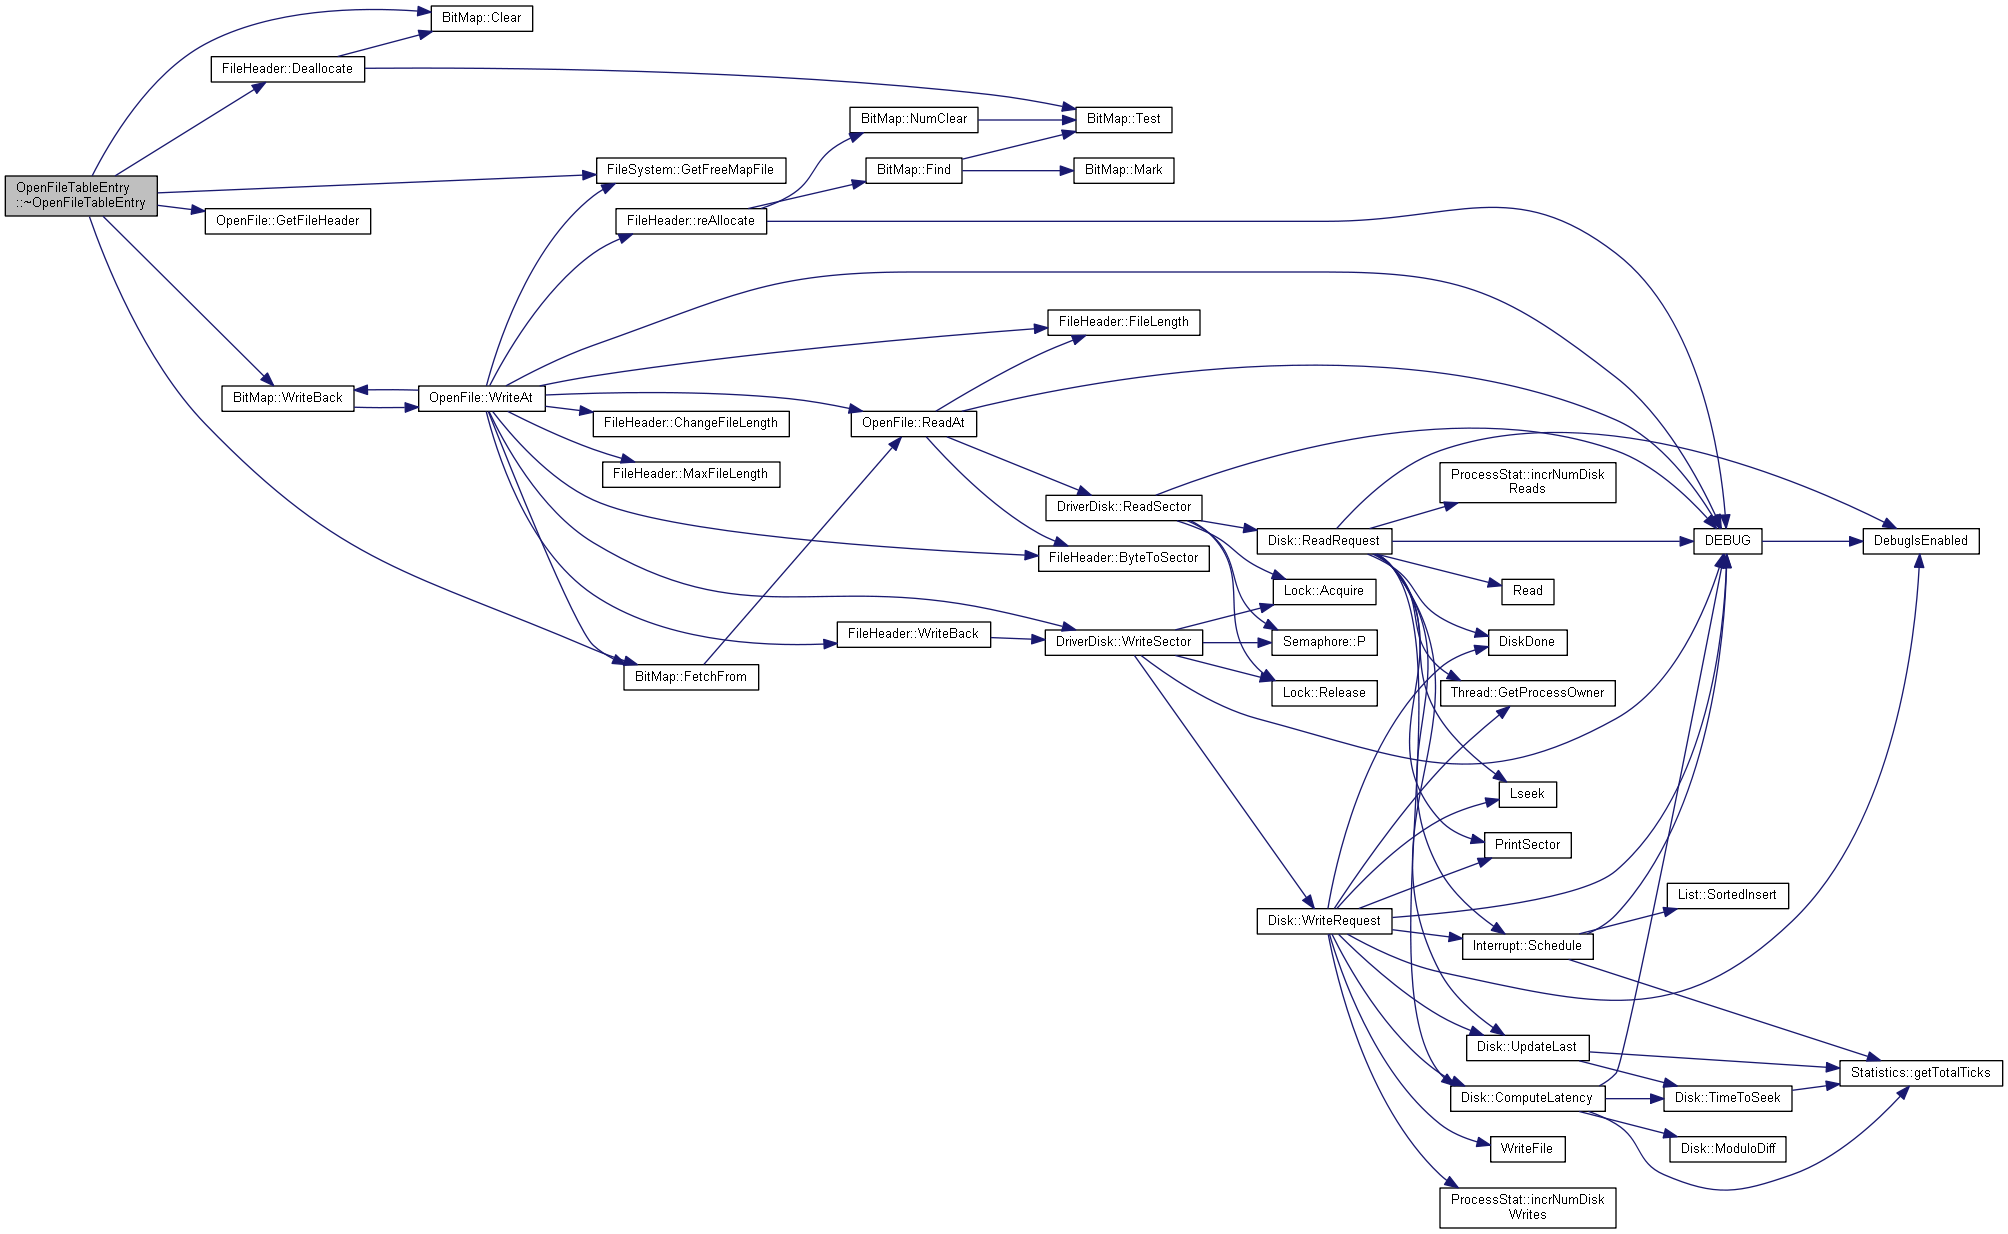 BitMap::Clear
FileHeader::Deallocate
BitMap::NumClear
BitMap::Test
FileSystem::GetFreeMapFile
BitMap::Find
BitMap::Mark
OpenFileTableEntry
::~OpenFileTableEntry
OpenFile::GetFileHeader
FileHeader::reAllocate
FileHeader::FileLength
BitMap::WriteBack
OpenFile::WriteAt
FileHeader::ChangeFileLength
OpenFile::ReadAt
FileHeader::MaxFileLength
ProcessStat::incrNumDisk
Reads
DriverDisk::ReadSector
Disk::ReadRequest
DEBUG
DebugIsEnabled
FileHeader::ByteToSector
Lock::Acquire
Read
FileHeader::WriteBack
DriverDisk::WriteSector
Semaphore::P
DiskDone
BitMap::FetchFrom
Lock::Release
Thread::GetProcessOwner
Lseek
PrintSector
List::SortedInsert
Disk::WriteRequest
Interrupt::Schedule
Disk::UpdateLast
Statistics::getTotalTicks
Disk::ComputeLatency
Disk::TimeToSeek
WriteFile
Disk::ModuloDiff
ProcessStat::incrNumDisk
Writes